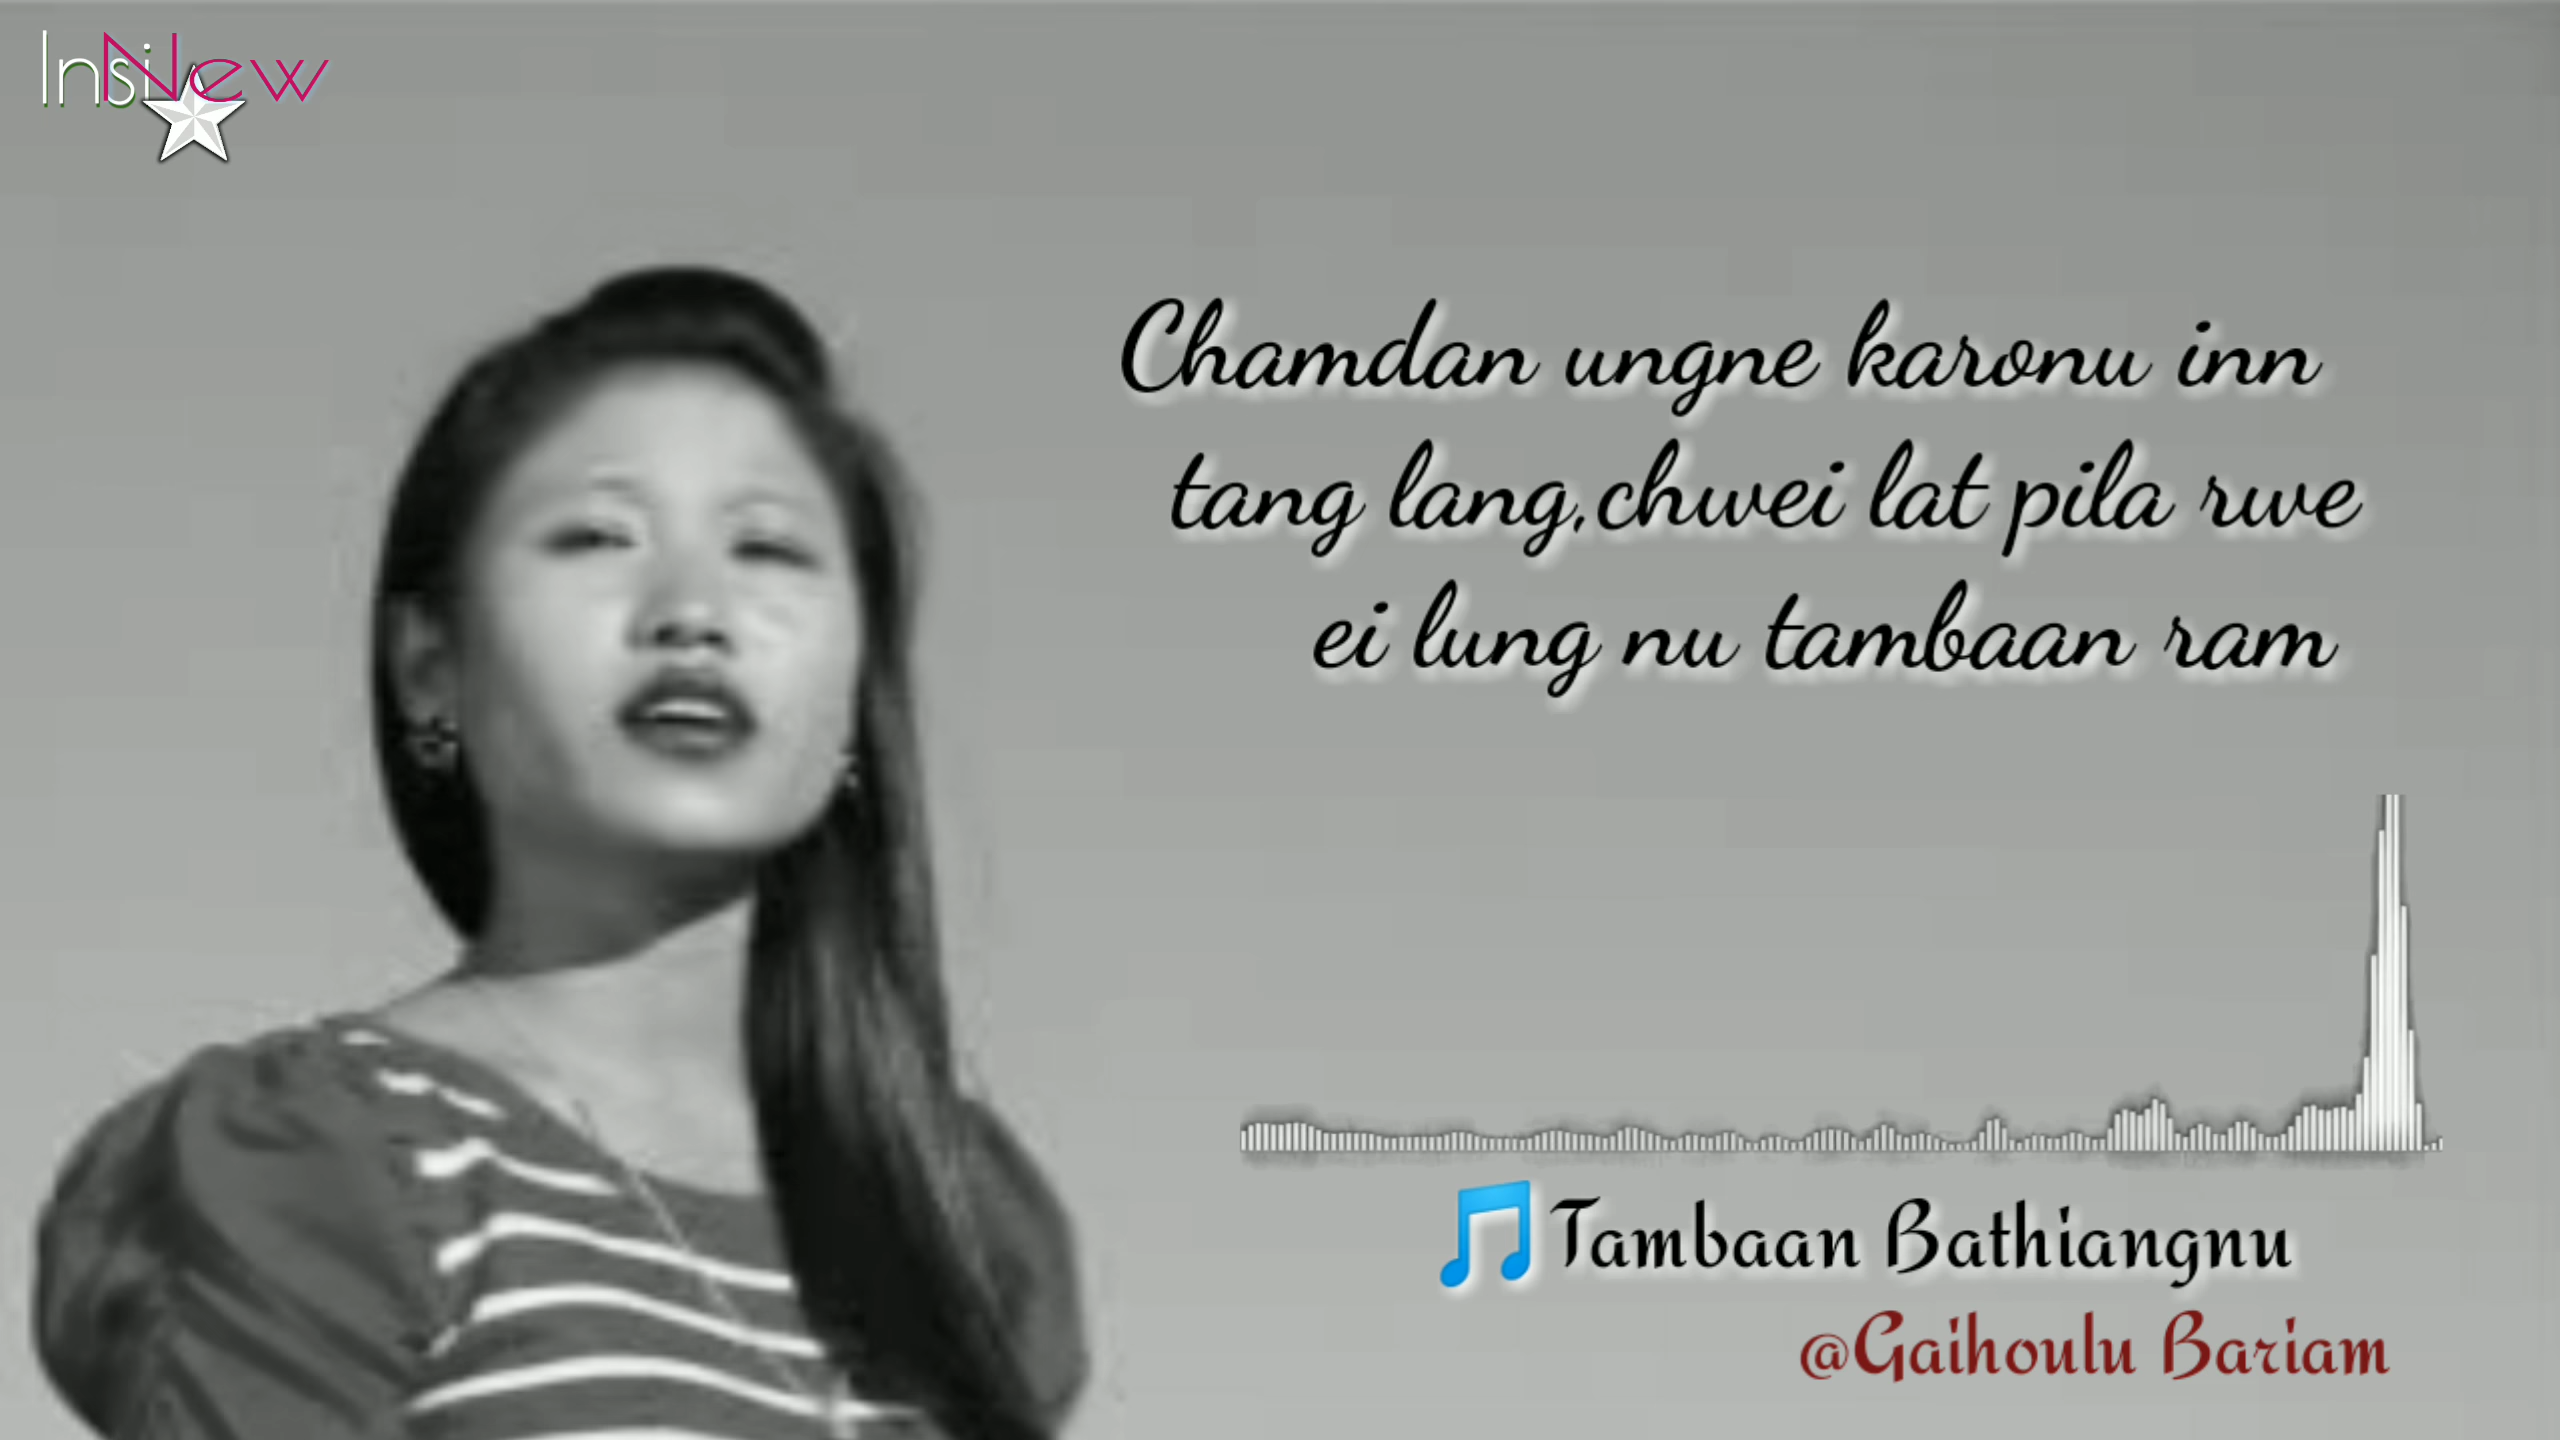 InsiNew
Chamdan ungne karonu inn
tang lang,chwei lat pila rwe
ei lung nu tambaan ram
Tambaan Bathiangnu
@Gaihoulu Bariam